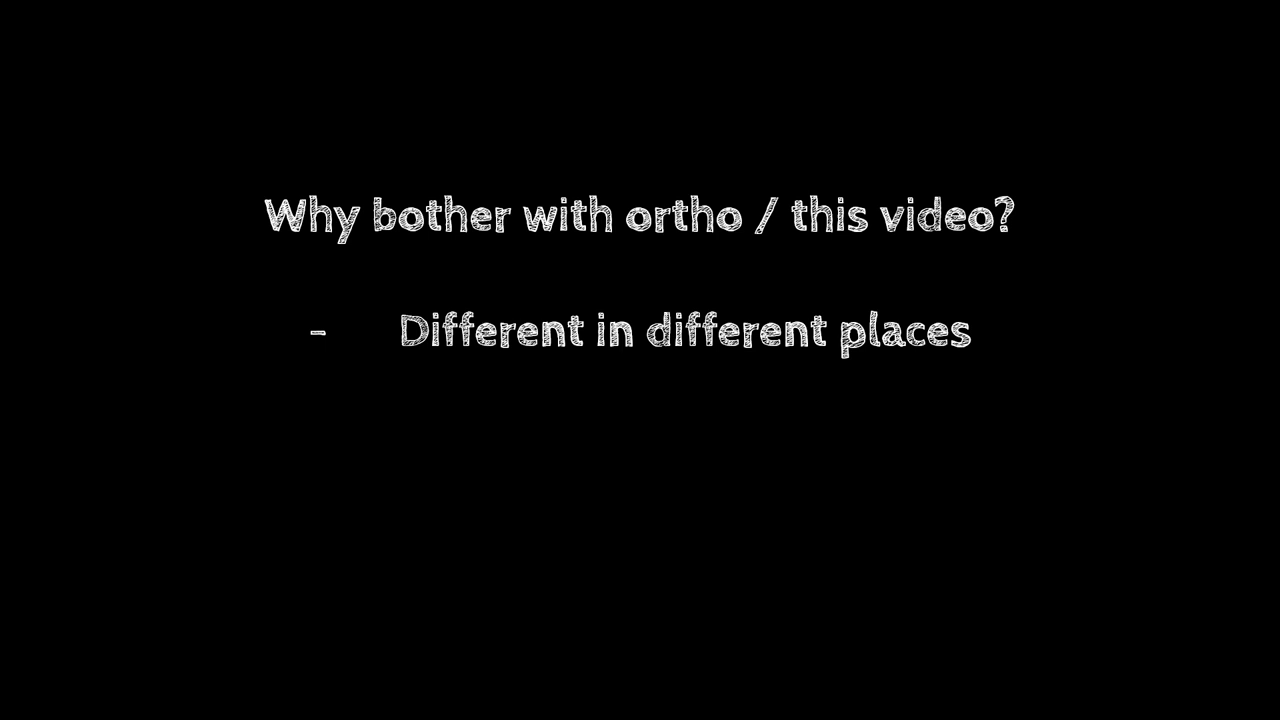 Why bother with ortho / this video?
- Different in different places